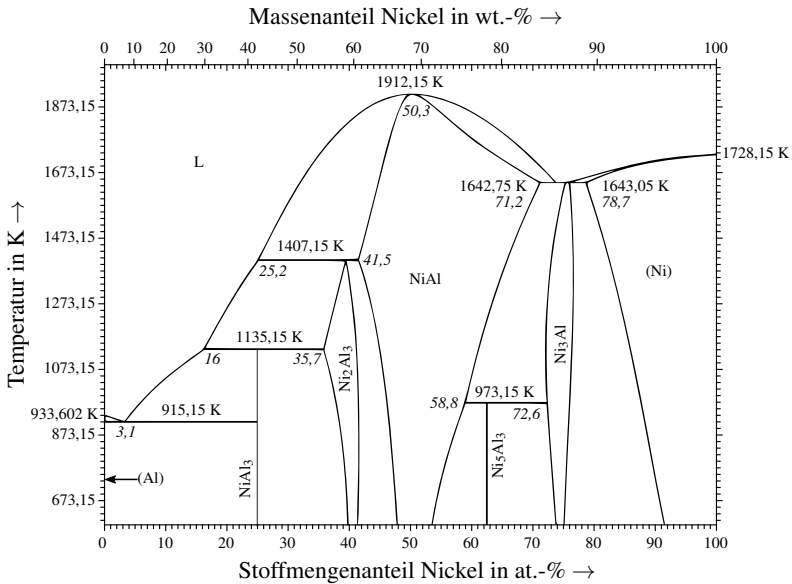 Massenanteil Nickel in wt.-% →
0 10 20 30 40 50 60 70 80 90 100
1912,15 K
50,3
1873,15
1728,15 K
1673,15
L
1642,75 K
71,2
1643,05 K
78,7
1473,15
1407,15 K
25,2
41,5
NiAl
(Ni)
1273,15
1135,15 K
16
35,7
Ni2Al3
Ni3Al
1073,15
973,15 K
58,8
72,6
933,602 K
915,15 K
3,1
873,15
NiAl3
Ni5Al3
(Al)
673,15
0 10 20 30 40 50 60 70 80 90 100
Stoffmengenanteil Nickel in at.-% →
Temperatur in K →